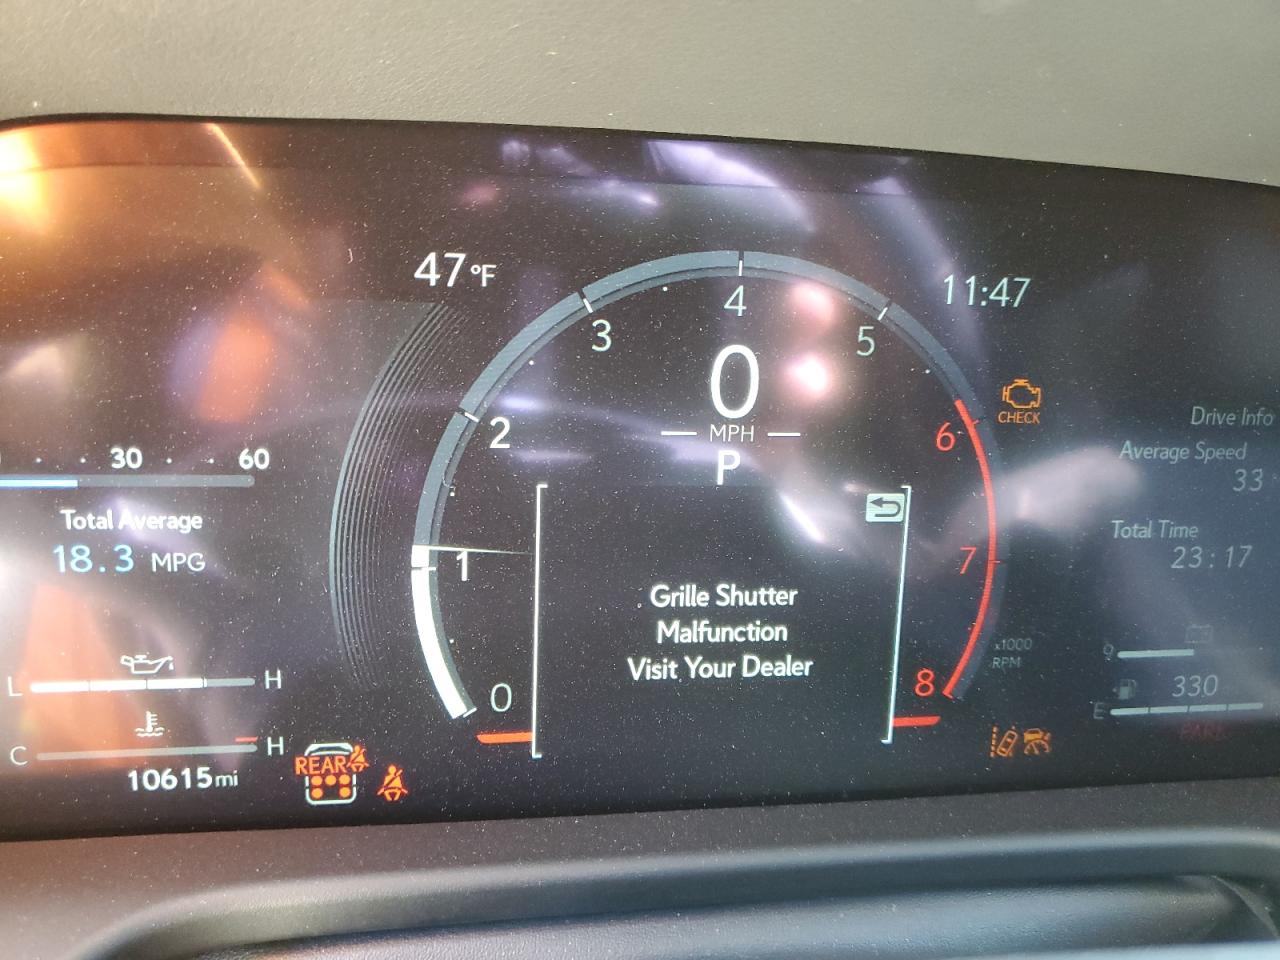 47°F
11:47
4
3
5
0
2
MPH
6
CHECK
P
Drive Info
Average Speed
33
30
60
Total Average
18.3 MPG
1
7
Total Time
23:17
Grille Shutter
Malfunction
Visit Your Dealer
x1000
RPM
9
L
H
0
8
330
E
C
H
10615mi
REAR
PARK